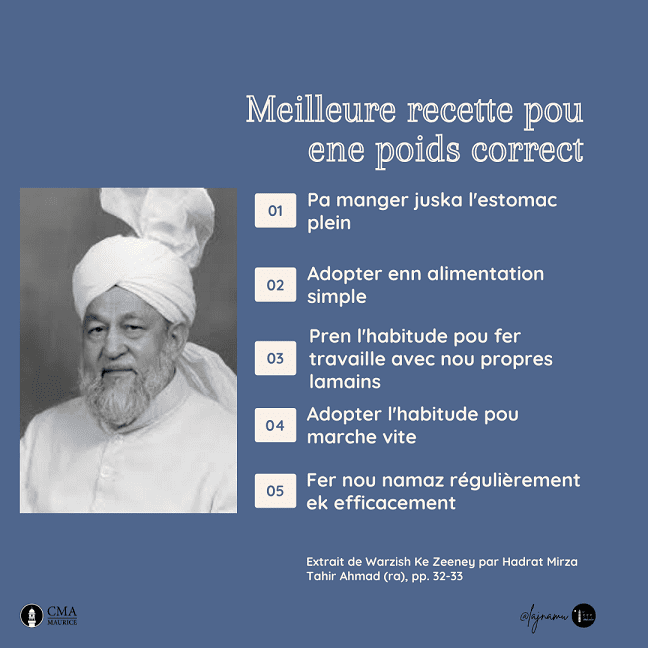 Meilleure recette pou
ene poids correct
01
Pa manger juska l'estomac
plein
02
Adopter enn alimentation
simple
03
Pren l'habitude pou fer
travaille avec nou propres
lamains
04
Adopter l'habitude pou
marche vite
05
Fer nou namaz régulièrement
ek efficacement
Extrait de Warzish Ke Zeeney par Hadrat Mirza
Tahir Ahmad (ra), pp. 32-33
CMA
MAURICE
@lajnamu